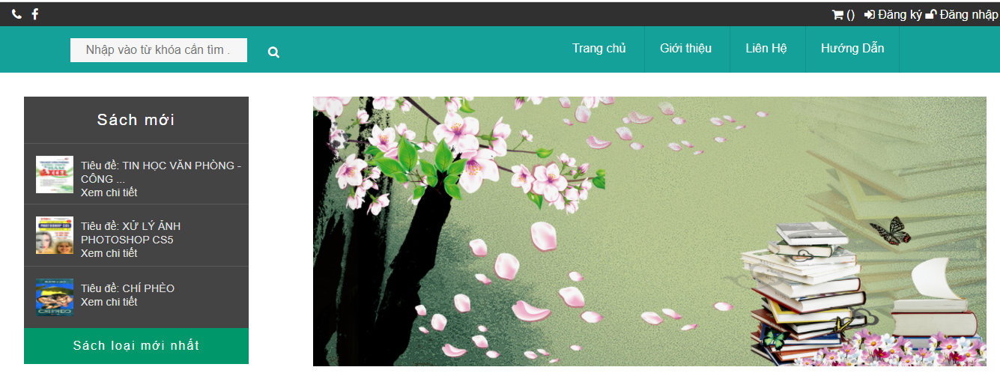 () Đăng ký Đăng nhập
Nhập vào từ khóa cần tìm .
Trang chủ Giới thiệu Liên Hệ Hướng Dẫn
Sách mới
Tiêu đề: TIN HỌC VĂN PHÒNG -
CÔNG ...
Xem chi tiết
Tiêu đề: XỬ LÝ ẢNH
PHOTOSHOP CS5
Xem chi tiết
Tiêu đề: CHÍ PHÈO
Xem chi tiết
Sách loại mới nhất